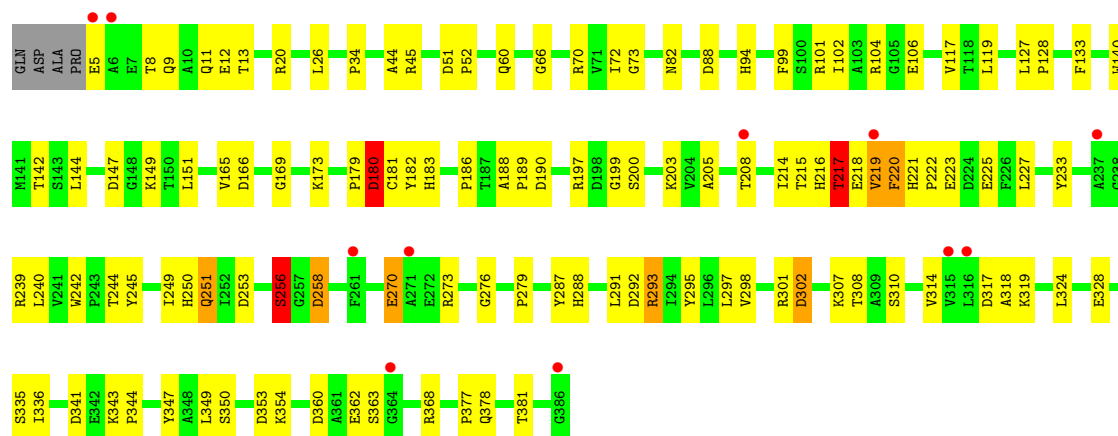 GLN ASP ALA PRO E5 A6 E7 T8 Q9 A10 Q11 E12 T13 R20 L26 P34 A44 R45 D51 P52 Q60 G66 R70 V71 I72 G73 N82 D88 H94 F99 S100 R101 I102 A103 R104 G105 E106 V117 T118 L119 L127 P128 F133
M141 T142 S143 L144 D147 G148 K149 T150 L151 V165 D166 G169 K173 P179 D180 C181 Y182 H183 P186 T187 A188 P189 D190 R197 D198 G199 S200 K203 V204 A205 T208 I214 T215 H216 T217 E218 V219 F220 H221 P222 E223 D224 E225 F226 L227 Y233 A237
R239 L240 V241 W242 P243 T244 Y245 I249 H250 Q251 I252 D253 S256 G257 D258 F261 E270 A271 E272 R273 G276 P279 Y287 H288 L291 D292 R293 I294 Y295 L296 L297 V298 R301 D302 K307 T308 A309 S310 V314 V315 L316 D317 A318 K319 L324 E328
S335 I336 D341 E342 K343 P344 Y347 A348 L349 S350 D353 K354 D360 A361 E362 S363 G364 R368 P377 Q378 T381 G386